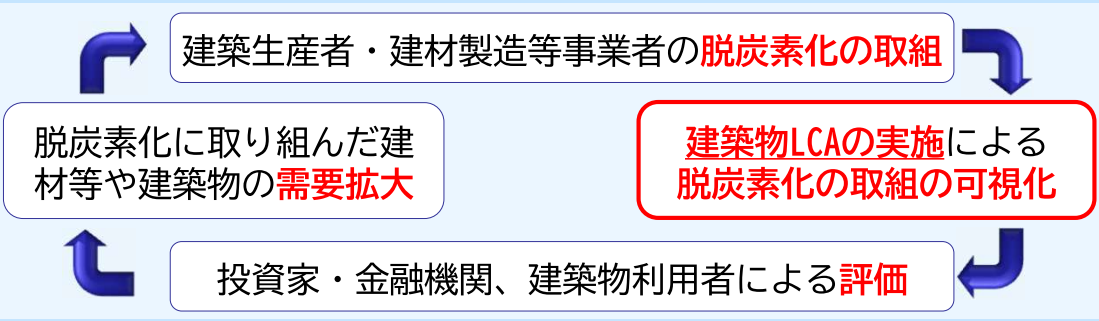 建築生産者・建材製造等事業者の脱炭素化の取組
脱炭素化に取り組んだ建
材等や建築物の需要拡大
建築物LCAの実施による
脱炭素化の取組の可視化
投資家・金融機関、建築物利用者による評価